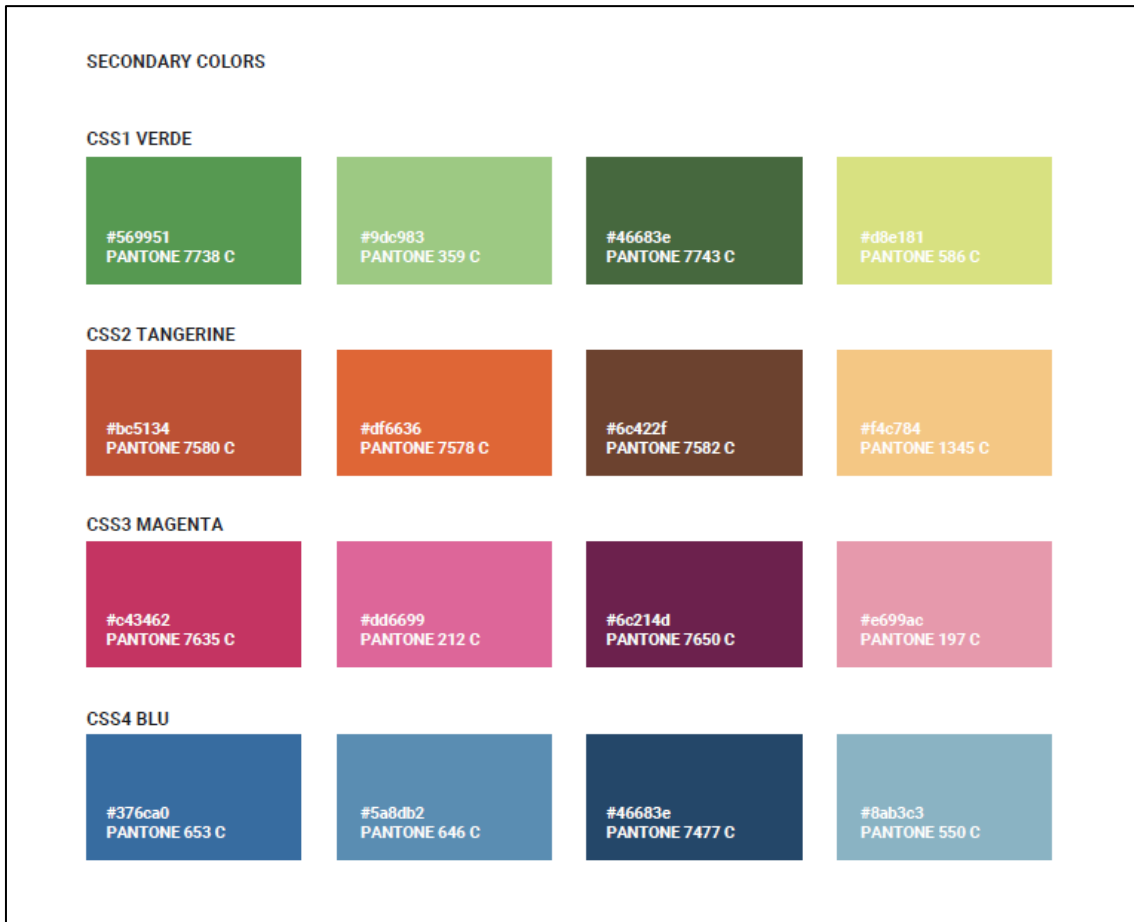 SECONDARY COLORS
CSS1 VERDE
#569951
PANTONE 7738 C
#9dc983
PANTONE 359 C
#46683e
PANTONE 7743 C
#d8e181
PANTONE 586 C
CSS2 TANGERINE
#bc5134
PANTONE 7580 C
#df6636
PANTONE 7578 C
#6c422f
PANTONE 7582 C
#f4c784
PANTONE 1345 C
CSS3 MAGENTA
#c43462
PANTONE 7635 C
#dd6699
PANTONE 212 C
#6c214d
PANTONE 7650 C
#e699ac
PANTONE 197 C
CSS4 BLU
#376ca0
PANTONE 653 C
#5a8db2
PANTONE 646 C
#46683e
PANTONE 7477 C
#8ab3c3
PANTONE 550 C